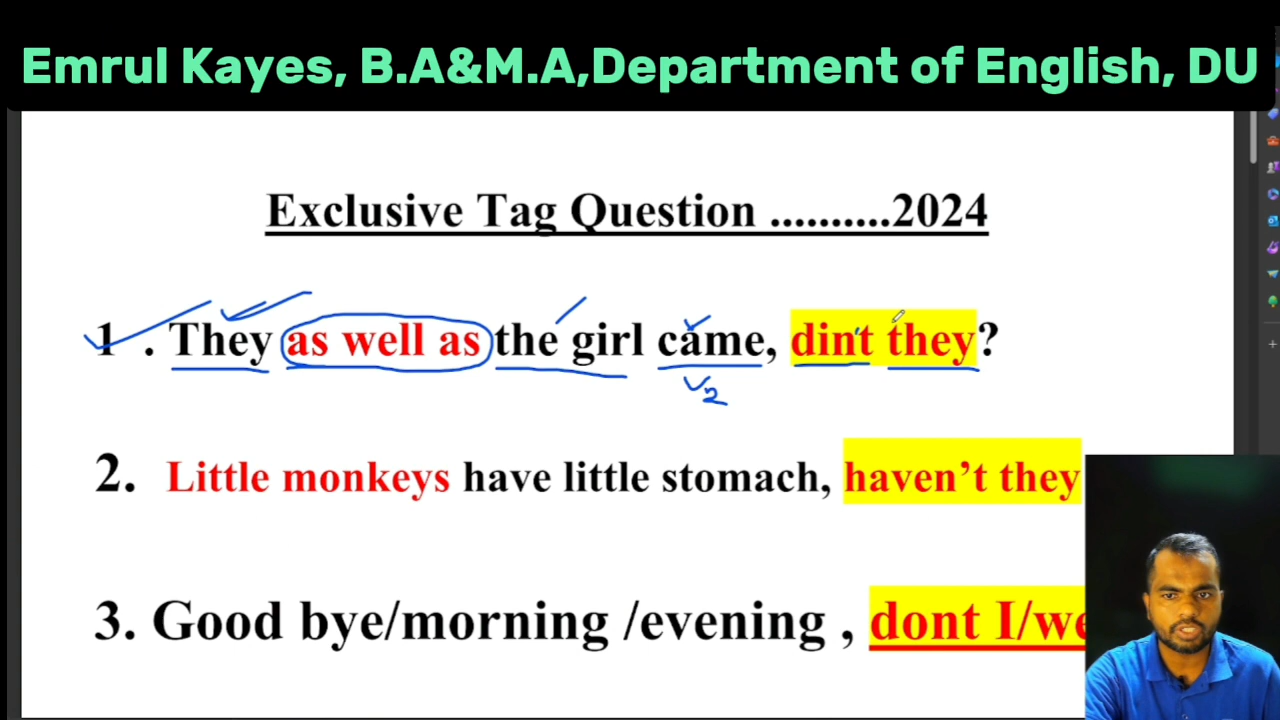 Emrul Kayes, B.A&M.A,Department of English, DU
Exclusive Tag Question ..........2024
1 . They as well as the girl came, din't they?
V2
2. Little monkeys have little stomach, haven't they
3. Good bye/morning /evening , dont I/we